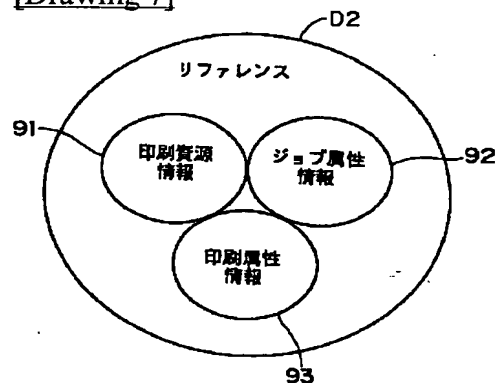 [Drawing 7]
D2
リファレンス
91
印刷資源
情報
ジョブ属性
情報
92
印刷属性
情報
93